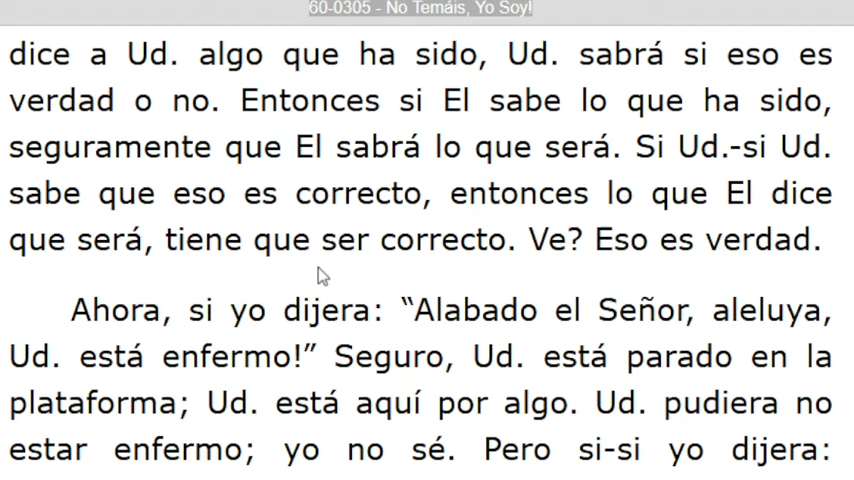 60-0305 - No Temáis, Yo Soy!
dice a Ud. algo que ha sido, Ud. sabrá si eso es
verdad o no. Entonces si El sabe lo que ha sido,
seguramente que El sabrá lo que será. Si Ud.-si Ud.
sabe que eso es correcto, entonces lo que El dice
que será, tiene que ser correcto. Ve? Eso es verdad.
Ahora, si yo dijera: “Alabado el Señor, aleluya,
Ud. está enfermo!” Seguro, Ud. está parado en la
plataforma; Ud. está aquí por algo. Ud. pudiera no
estar enfermo; yo no sé. Pero si-si yo dijera: